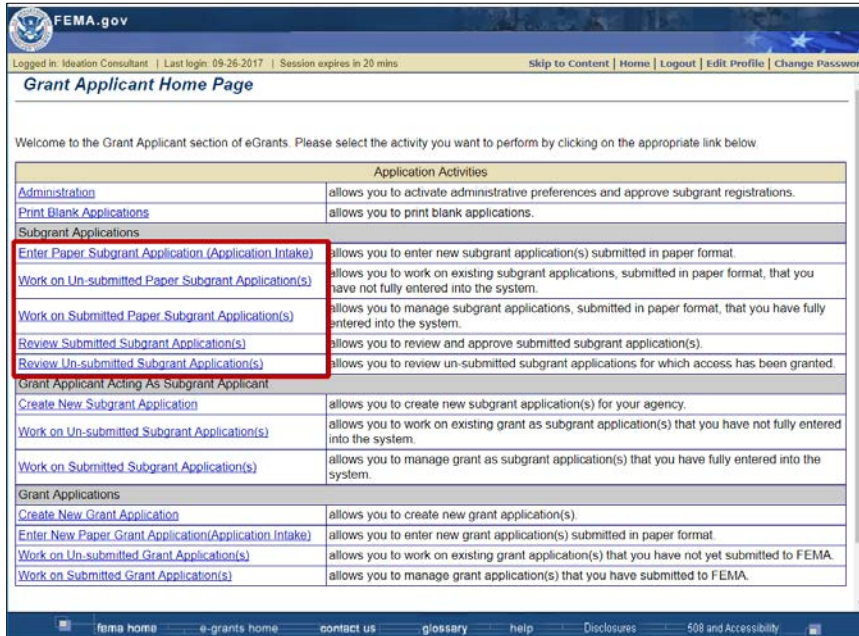 FEMA.gov
Logged in: Ideation Consultant | Last login: 09-26-2017 | Session expires in 20 mins Skip to Content | Home | Logout | Edit Profile | Change Passwor
Grant Applicant Home Page
Welcome to the Grant Applicant section of eGrants. Please select the activity you want to perform by clicking on the appropriate link below.
Application Activities
Administration allows you to activate administrative preferences and approve subgrant registrations.
Print Blank Applications allows you to print blank applications.
Subgrant Applications
Enter Paper Subgrant Application (Application Intake) allows you to enter new subgrant application(s) submitted in paper format.
Work on Un-submitted Paper Subgrant Application(s) allows you to work on existing subgrant applications, submitted in paper format, that you
have not fully entered into the system.
Work on Submitted Paper Subgrant Application(s) allows you to manage subgrant applications, submitted in paper format, that you have fully
entered into the system.
Review Submitted Subgrant Application(s) allows you to review and approve submitted subgrant application(s).
Review Un-submitted Subgrant Application(s) allows you to review un-submitted subgrant applications for which access has been granted.
Grant Applicant Acting As Subgrant Applicant
Create New Subgrant Application allows you to create new subgrant application(s) for your agency.
Work on Un-submitted Subgrant Application(s) allows you to work on existing grant as subgrant application(s) that you have not fully entered
into the system.
Work on Submitted Subgrant Application(s) allows you to manage grant as subgrant application(s) that you have fully entered into the
system.
Grant Applications
Create New Grant Application allows you to create new grant application(s).
Enter New Paper Grant Application(Application Intake) allows you to enter new grant application(s) submitted in paper format.
Work on Un-submitted Grant Application(s) allows you to work on existing grant application(s) that you have not yet submitted to FEMA.
Work on Submitted Grant Application(s) allows you to manage grant application(s) that you have submitted to FEMA.
fema home e-grants home contact us glossary help Disclosures 508 and Accessibility